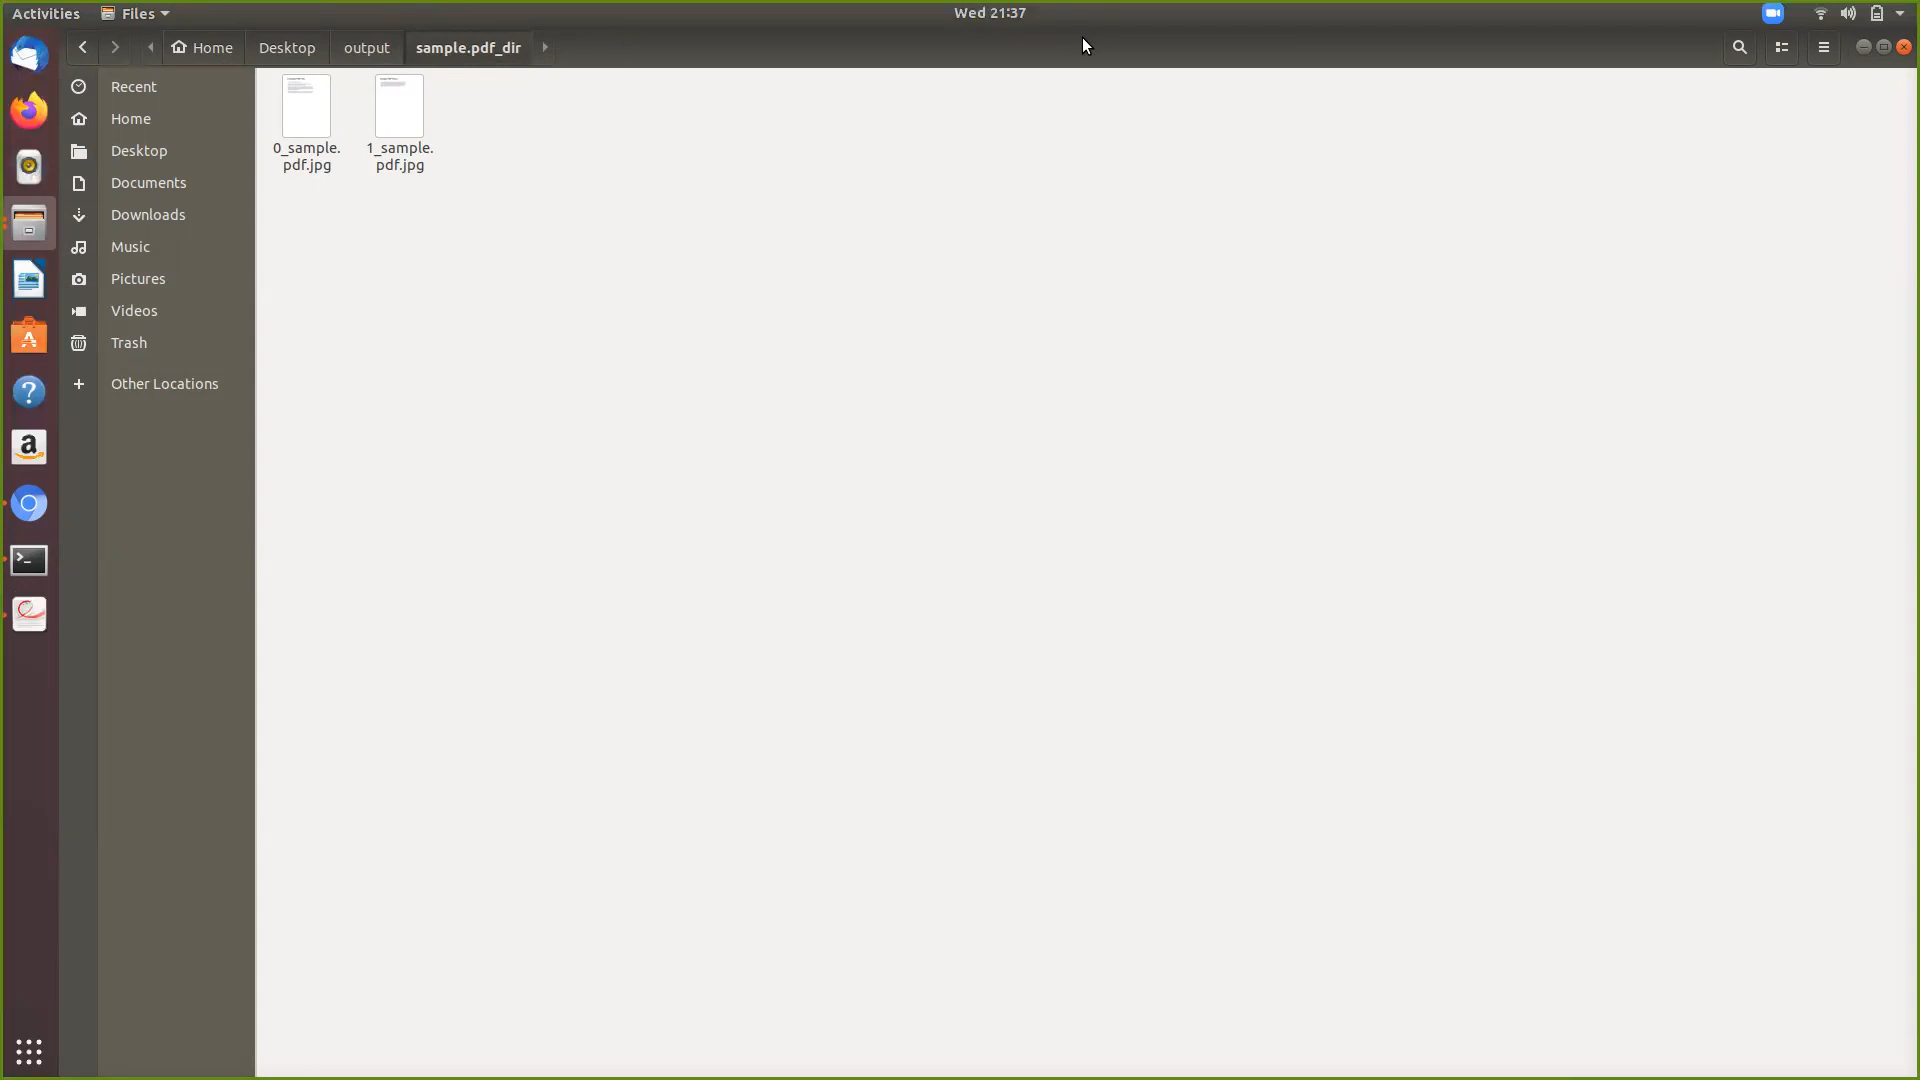 Activities Files Wed 21:37
Home Desktop output sample.pdf_dir
Recent
Home
Desktop
Documents
Downloads
Music
Pictures
Videos
Trash
Other Locations
0_sample.
pdf.jpg
1_sample.
pdf.jpg